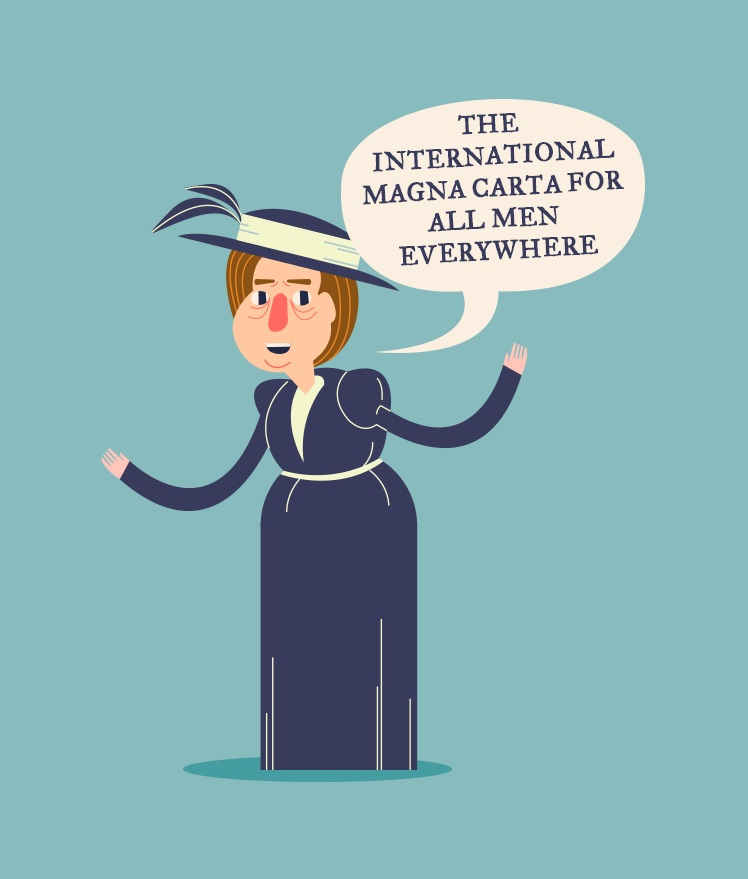 THE
INTERNATIONAL
MAGNA CARTA FOR
ALL MEN
EVERYWHERE